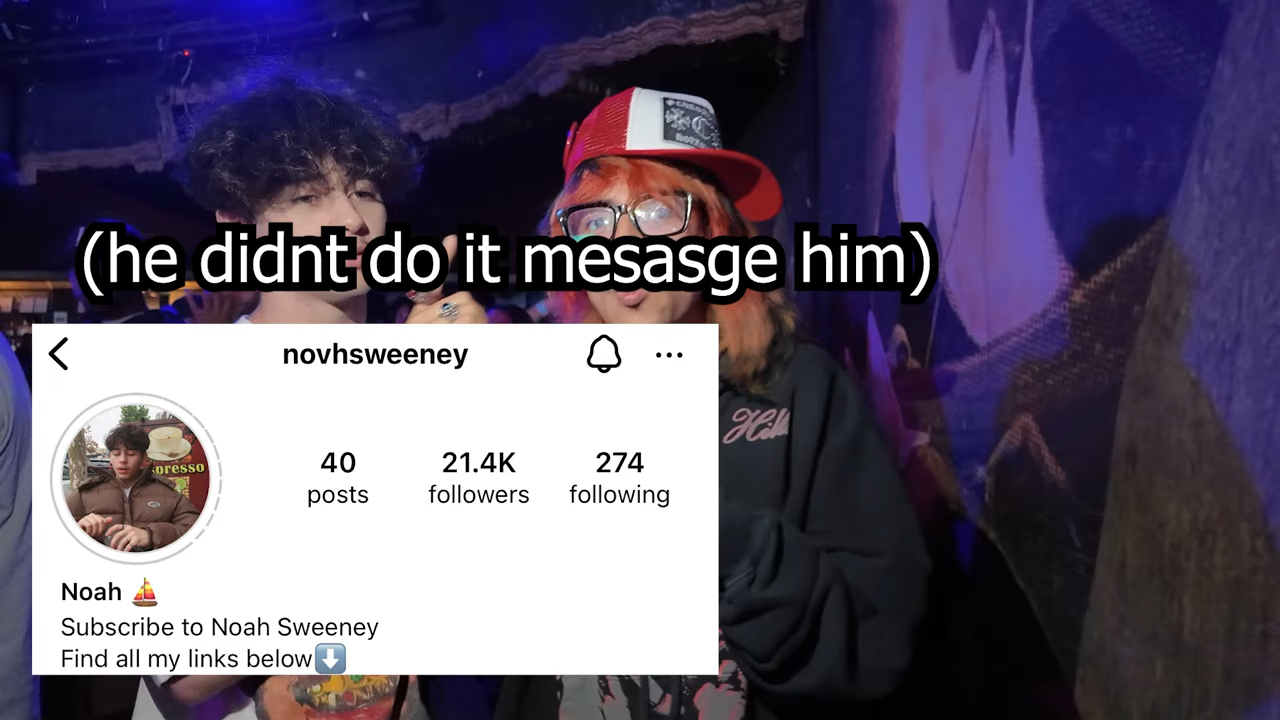 (he didnt do it mesasge him)
novhsweeney
40 21.4K 274
posts followers following
presso
Noah
Subscribe to Noah Sweeney
Find all my links below